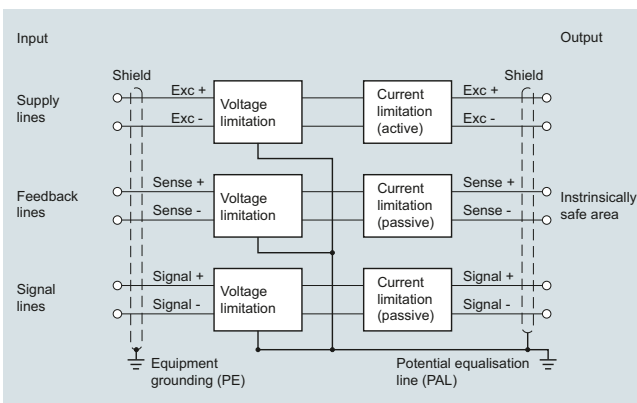 Input
Output
Shield
Shield
Supply
lines
Exc +
Exc -
Voltage
limitation
Current
limitation
(active)
Exc +
Exc -
Feedback
lines
Sense +
Sense -
Voltage
limitation
Current
limitation
(passive)
Sense +
Sense -
Instrinsically
safe area
Signal
lines
Signal +
Signal -
Voltage
limitation
Current
limitation
(passive)
Signal +
Signal -
Equipment
grounding (PE)
Potential equalisation
line (PAL)